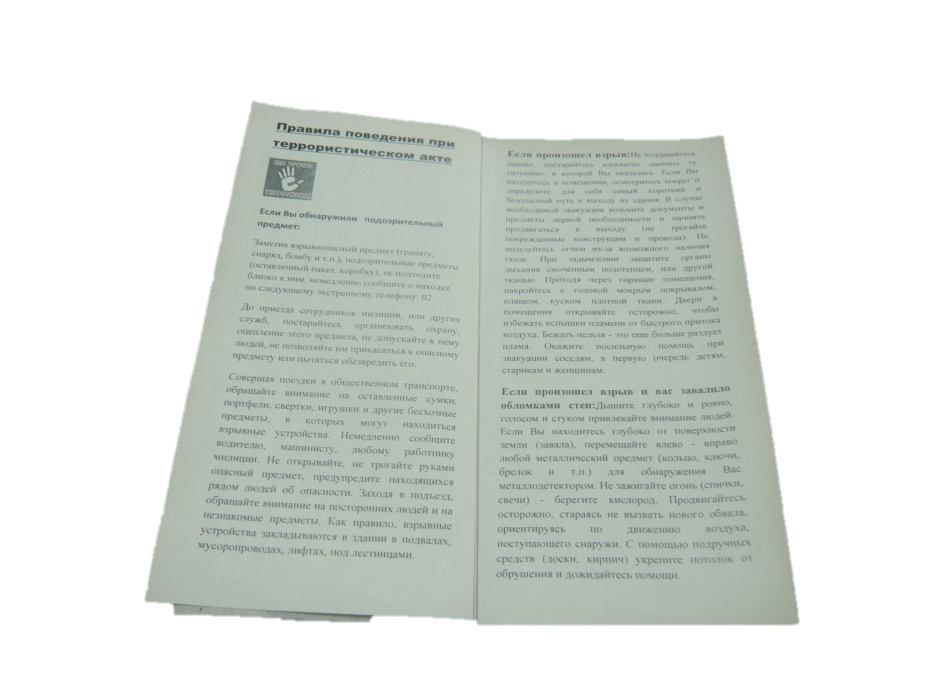 Правила поведения при
террористическом акте
Если Вы обнаружили подозрительный
предмет:
Заметив взрывоопасный предмет (гранату,
снаряд, бомбу и т.п.), подозрительные предметы
(оставленный пакет, коробку), не подходите
близко к ним, немедленно сообщите о находке
по следующему экстренному телефону: 02
До приезда сотрудников милиции, или других
служб, постарайтесь организовать охрану,
оцепление этого предмета, не допускайте к нему
людей, не позволяйте им прикасаться к опасному
предмету или пытаться обезвредить его.
Совершая поездки в общественном транспорте,
обращайте внимание на оставленные сумки,
портфели, свертки, игрушки и другие бесхозные
предметы, в которых могут находиться
взрывные устройства. Немедленно сообщите
водителю, машинисту, любому работнику
милиции. Не открывайте, не трогайте руками
опасный предмет, предупредите находящихся
рядом людей об опасности. Заходя в подъезд,
обращайте внимание на посторонних людей и на
незнакомые предметы. Как правило, взрывные
устройства закладываются в здании в подвалах,
мусоропроводах, лифтах, под лестницами.
Если произошел взрыв:Не поддавайтесь
панике, постарайтесь адекватно оценить ту
ситуацию, в которой Вы оказались. Если Вы
находитесь в помещении, осмотритесь вокруг и
определите для себя самый короткий и
безопасный путь к выходу из здания. В случае
необходимой эвакуации возьмите документы и
предметы первой необходимости и начните
продвигаться к выходу (не трогайте
поврежденные конструкции и провода). Не
пользуйтесь огнем из-за возможного наличия
газов. При задымлении защитите органы
дыхания смоченным полотенцем, или другой
тканью. Проходя через горящие помещения,
накройтесь с головой мокрым покрывалом,
плащом, куском плотной ткани. Двери в
помещения открывайте осторожно, чтобы
избежать вспышки пламени от быстрого притока
воздуха. Бежать нельзя - это еще больше раздует
пламя. Окажите посильную помощь при
эвакуации соседям, в первую очередь детям,
старикам и женщинам.
Если произошел взрыв и вас завалило
обломками стен:Дышите глубоко и ровно,
голосом и стуком привлекайте внимание людей.
Если Вы находитесь глубоко от поверхности
земли (завала), перемещайте влево - вправо
любой металлический предмет (кольцо, ключи,
брелок и т.п.) для обнаружения Вас
металлодетектором. Не зажигайте огонь (спички,
свечи) - берегите кислород. Продвигайтесь
осторожно, стараясь не вызвать нового обвала,
ориентируясь по движению воздуха,
поступающего снаружи. С помощью подручных
средств (доски, кирпич) укрепите потолок от
обрушения и дожидайтесь помощи.